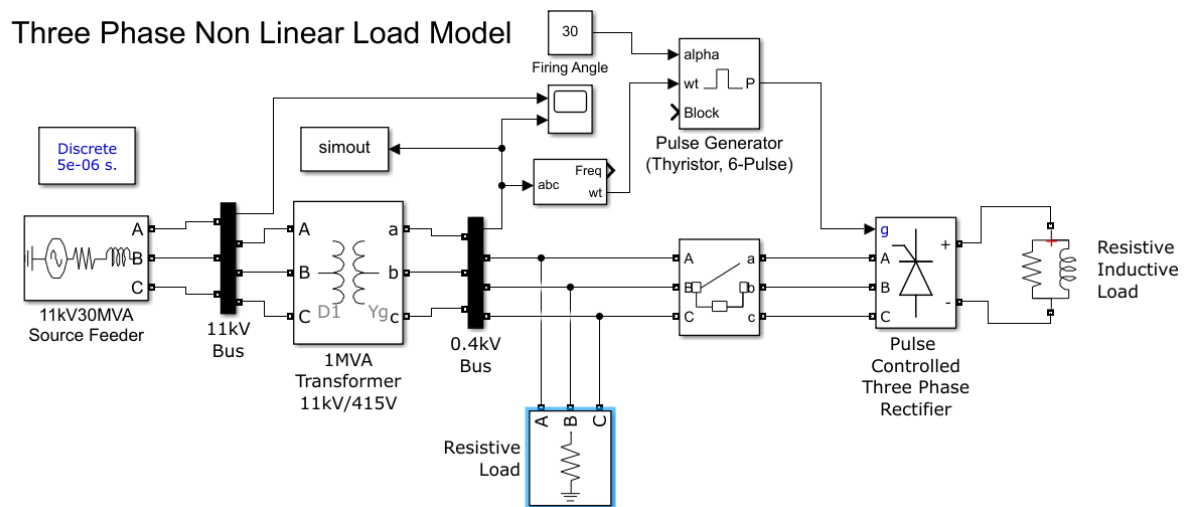 Three Phase Non Linear Load Model
30
Firing Angle
alpha
wt
P
Block
Pulse Generator
(Thyristor, 6-Pulse)
Discrete
5e-06 s.
simout
Freq
abc
wt
A
B
C
11kV30MVA
Source Feeder
11kV
Bus
A
a
B
b
C
c
D1
Yg
1MVA
Transformer
11kV/415V
0.4kV
Bus
A
B
C
Resistive
Load
A
a
B
b
C
c
g
A
B
C
+
-
Pulse
Controlled
Three Phase
Rectifier
Resistive
Inductive
Load